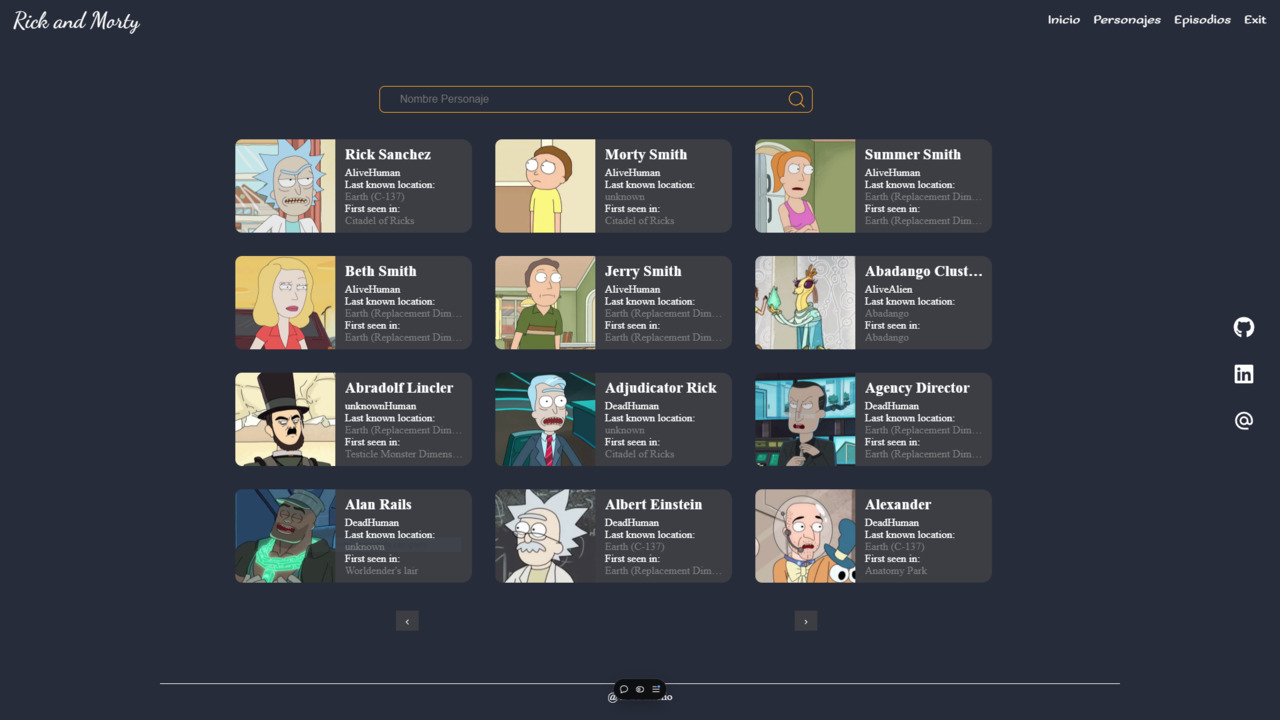 Rick and Morty
Inicio Personajes Episodios Exit
Nombre Personaje
Rick Sanchez
AliveHuman
Last known location:
Earth (C-137)
First seen in:
Citadel of Ricks
Morty Smith
AliveHuman
Last known location:
unknown
First seen in:
Citadel of Ricks
Summer Smith
AliveHuman
Last known location:
Earth (Replacement Dim…
First seen in:
Earth (Replacement Dim…
Beth Smith
AliveHuman
Last known location:
Earth (Replacement Dim…
First seen in:
Earth (Replacement Dim…
Jerry Smith
AliveHuman
Last known location:
Earth (Replacement Dim…
First seen in:
Earth (Replacement Dim…
Abadango Clust…
AliveAlien
Last known location:
Abadango
First seen in:
Abadango
Abradolf Lincler
unknownHuman
Last known location:
Earth (Replacement Dim…
First seen in:
Testicle Monster Dimens…
Adjudicator Rick
DeadHuman
Last known location:
unknown
First seen in:
Citadel of Ricks
Agency Director
DeadHuman
Last known location:
Earth (Replacement Dim…
First seen in:
Earth (Replacement Dim…
Alan Rails
DeadHuman
Last known location:
unknown
First seen in:
Worldender's lair
Albert Einstein
DeadHuman
Last known location:
Earth (C-137)
First seen in:
Earth (Replacement Dim…
Alexander
DeadHuman
Last known location:
Earth (C-137)
First seen in:
Anatomy Park
‹ ›